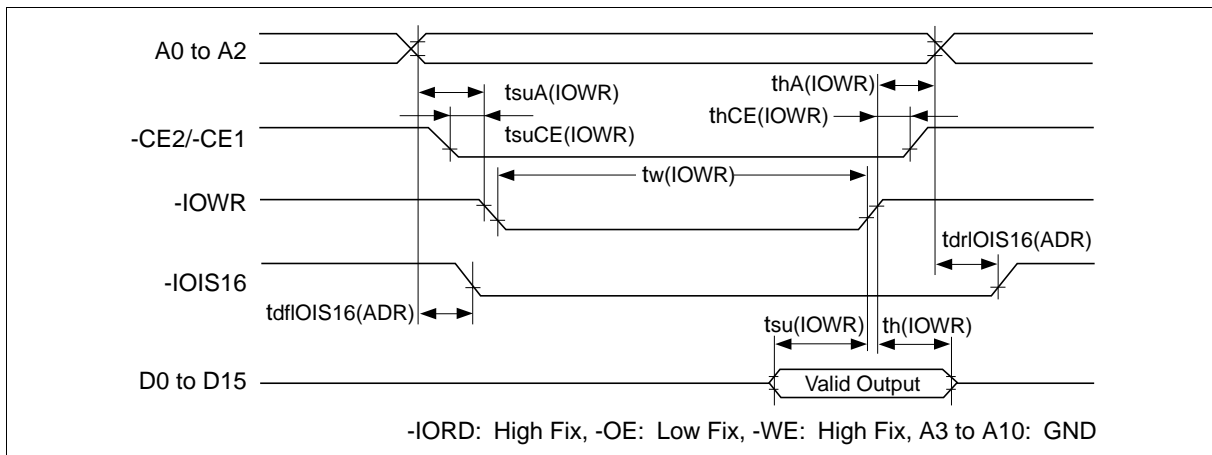 A0 to A2
tsuA(IOWR)
thA(IOWR)
-CE2/-CE1
tsuCE(IOWR)
thCE(IOWR)
tw(IOWR)
-IOWR
tdrIOIS16(ADR)
-IOIS16
tdfIOIS16(ADR)
tsu(IOWR)
th(IOWR)
D0 to D15
Valid Output
-IORD: High Fix, -OE: Low Fix, -WE: High Fix, A3 to A10: GND